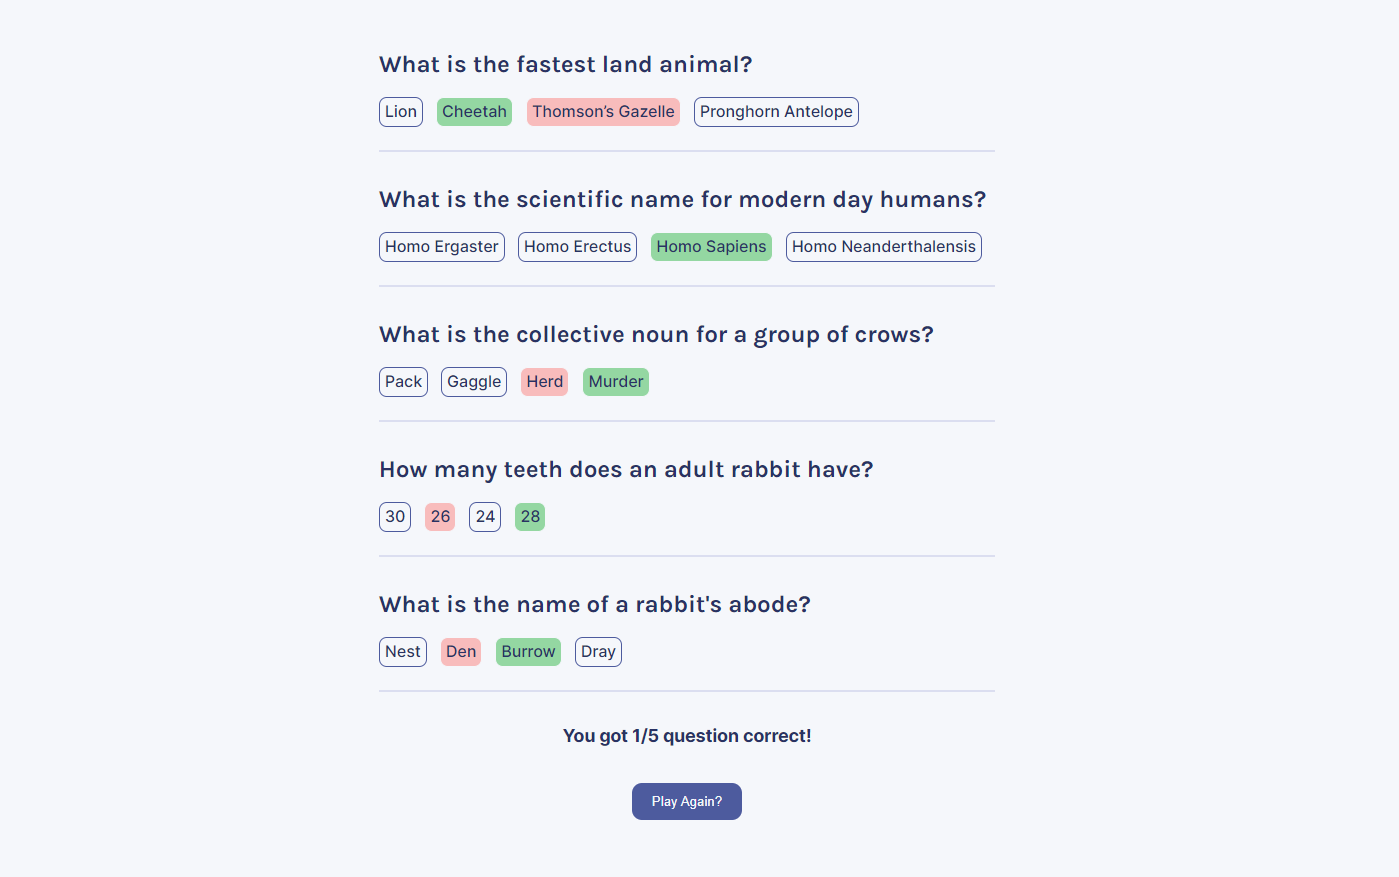 What is the fastest land animal?
Lion Cheetah Thomson’s Gazelle Pronghorn Antelope
What is the scientific name for modern day humans?
Homo Ergaster Homo Erectus Homo Sapiens Homo Neanderthalensis
What is the collective noun for a group of crows?
Pack Gaggle Herd Murder
How many teeth does an adult rabbit have?
30 26 24 28
What is the name of a rabbit's abode?
Nest Den Burrow Dray
You got 1/5 question correct!
Play Again?